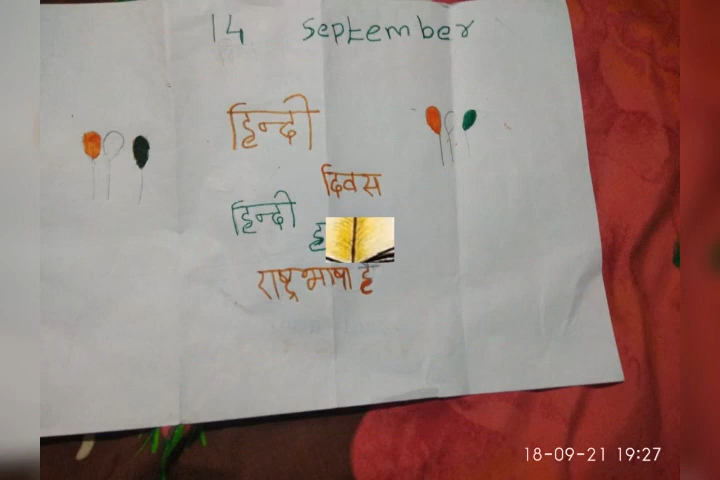 14 September
हिन्दी
दिवस
हिन्दी
राष्ट्रभाषा है
18-09-21 19:27